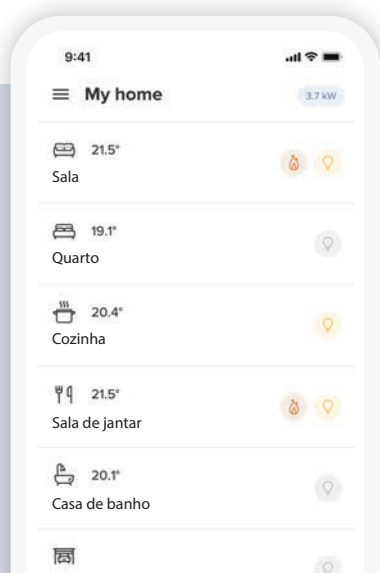 9:41
My home
3.7 kW
21.5°
Sala
19.1°
Quarto
20.4°
Cozinha
21.5°
Sala de jantar
20.1°
Casa de banho